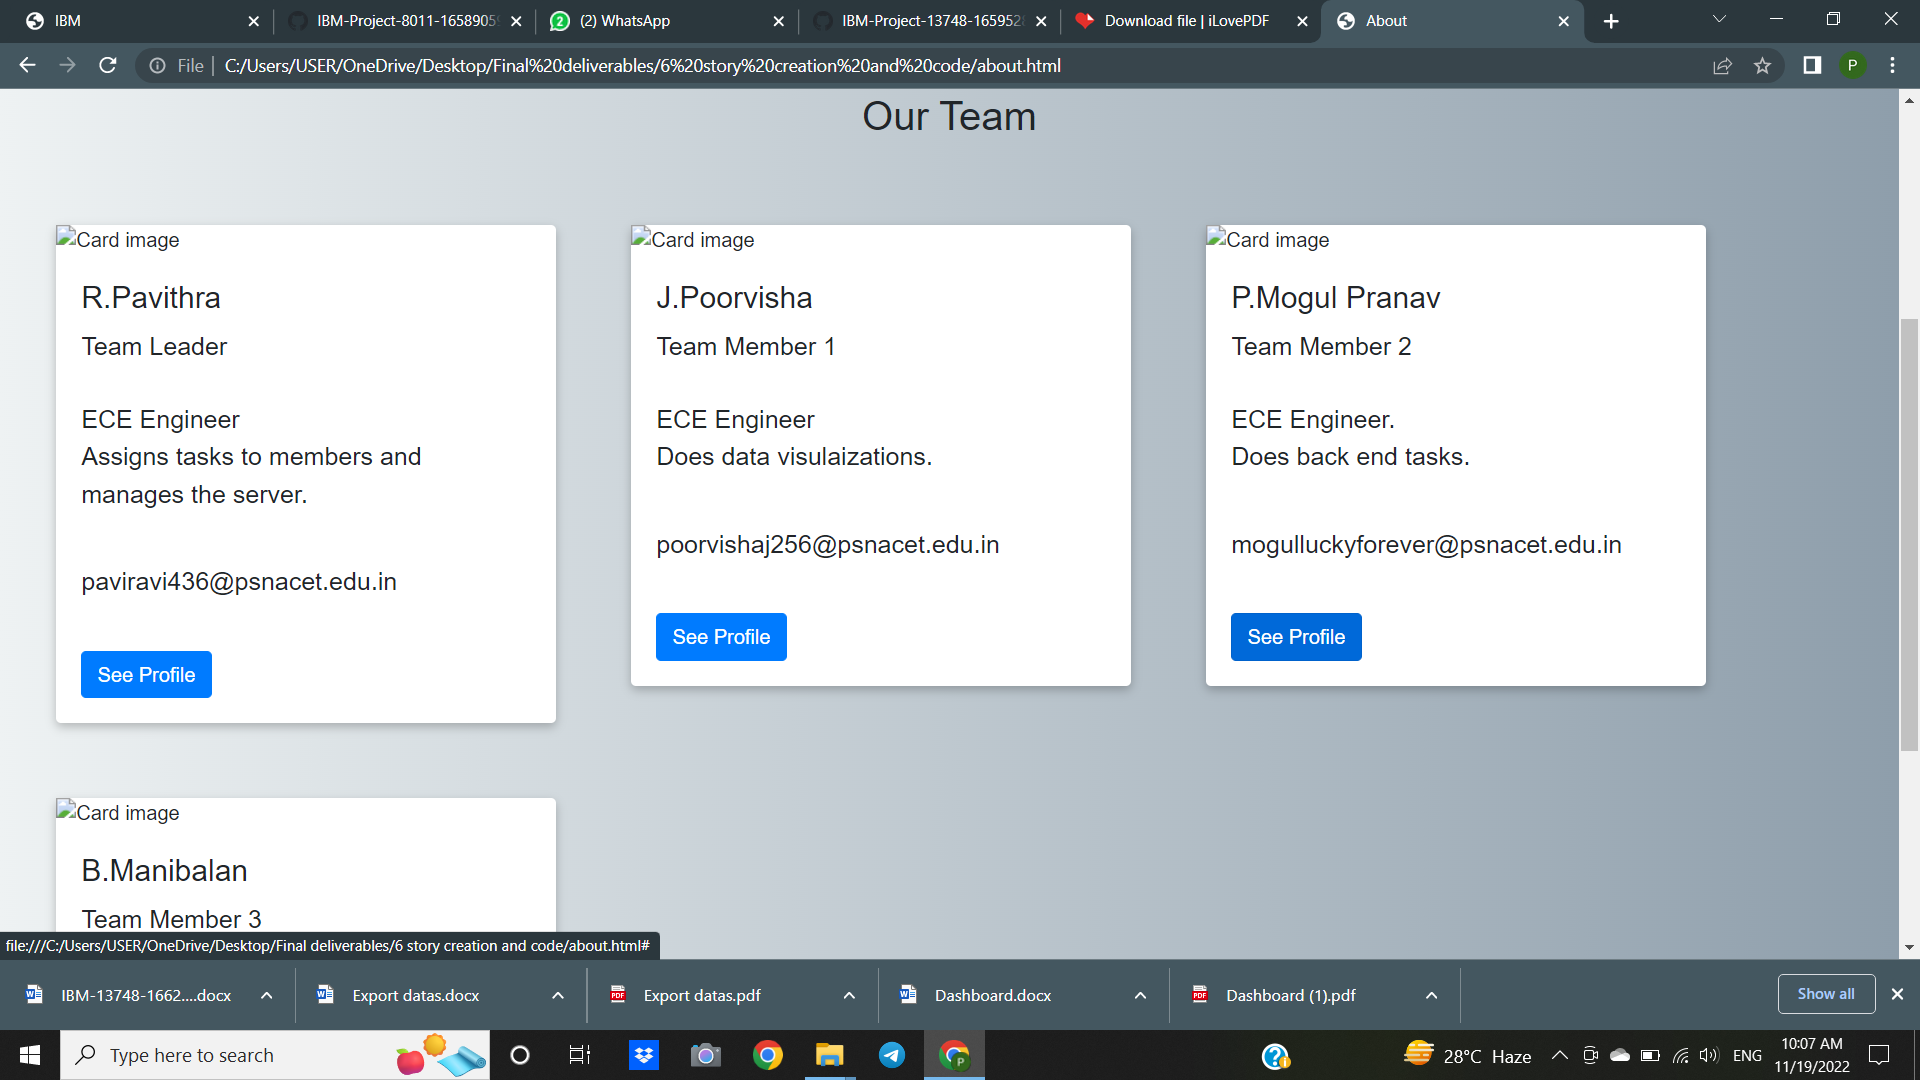 IBM
IBM-Project-8011-16589059
(2) WhatsApp
IBM-Project-13748-1659528
Download file | iLovePDF
About
File
C:/Users/USER/OneDrive/Desktop/Final%20deliverables/6%20story%20creation%20and%20code/about.html
P
Our Team
Card image
R.Pavithra
Team Leader
ECE Engineer
Assigns tasks to members and
manages the server.
paviravi436@psnacet.edu.in
See Profile
Card image
J.Poorvisha
Team Member 1
ECE Engineer
Does data visulaizations.
poorvishaj256@psnacet.edu.in
See Profile
Card image
P.Mogul Pranav
Team Member 2
ECE Engineer.
Does back end tasks.
mogulluckyforever@psnacet.edu.in
See Profile
Card image
B.Manibalan
Team Member 3
file:///C:/Users/USER/OneDrive/Desktop/Final deliverables/6 story creation and code/about.html#
IBM-13748-1662....docx
Export datas.docx
Export datas.pdf
Dashboard.docx
Dashboard (1).pdf
Show all
Type here to search
28°C Haze
ENG
10:07 AM
11/19/2022